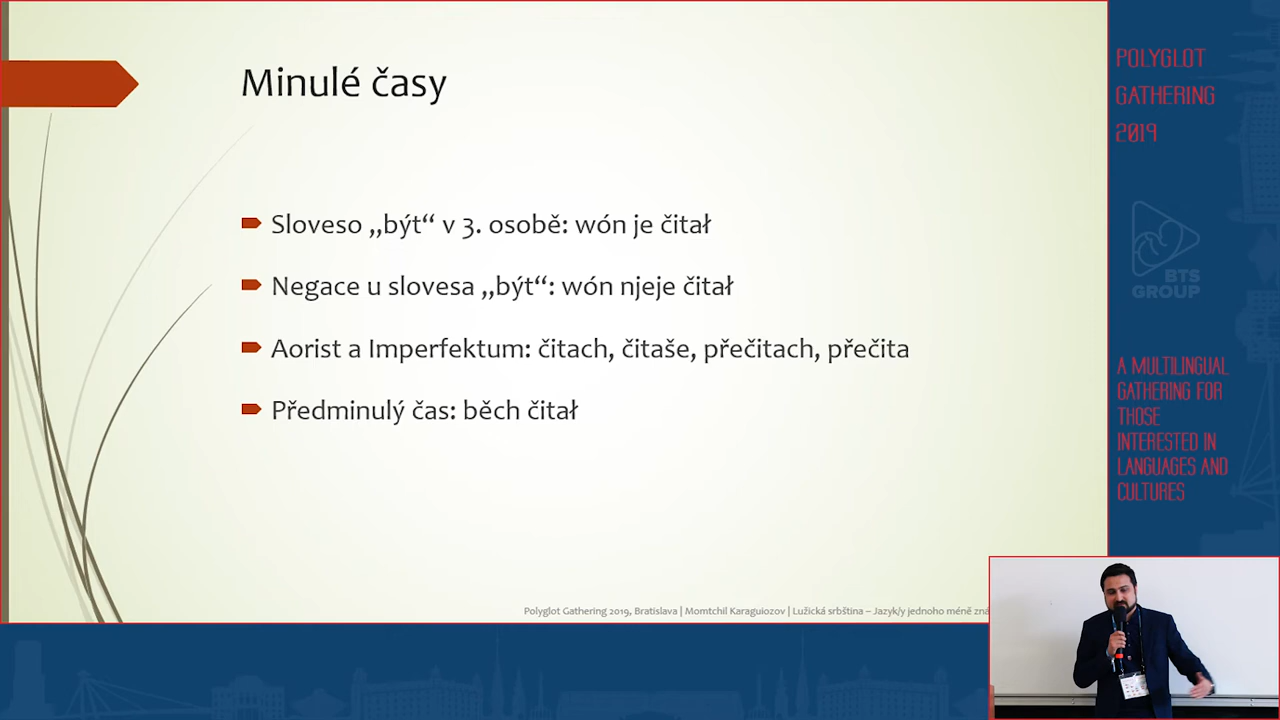 Minulé časy
Sloveso „být“ v 3. osobě: wón je čitał
Negace u slovesa „být“: wón njeje čitał
Aorist a Imperfektum: čitach, čitaše, přečitach, přečita
Předminulý čas: běch čitał
Polyglot Gathering 2019, Bratislava | Momtchil Karaguiozov | Lužická srbština – Jazyk/y jednoho méně
POLYGLOT
GATHERING
2019
BTS
GROUP
A MULTILINGUAL
GATHERING FOR
THOSE
INTERESTED IN
LANGUAGES AND
CULTURES